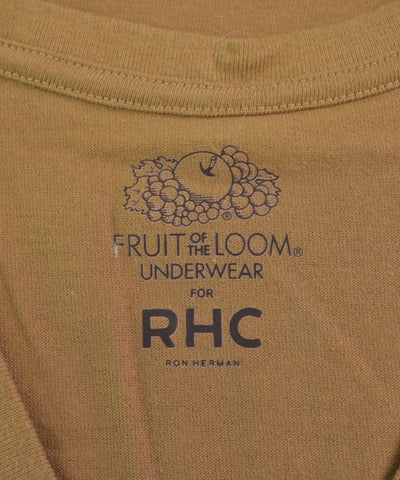 ®
FRUIT OF THE LOOM®
UNDERWEAR
FOR
RHC
RON HERMAN